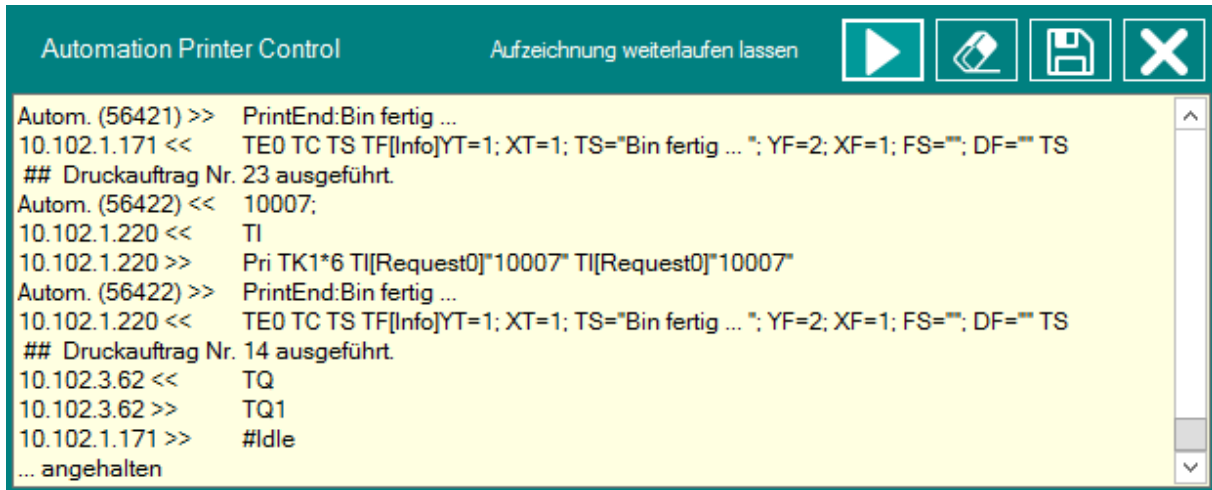 Automation Printer Control Aufzeichnung weiterlaufen lassen
Autom. (56421) >> PrintEnd:Bin fertig ...
10.102.1.171 << TE0 TC TS TF[Info]YT=1; XT=1; TS="Bin fertig ... "; YF=2; XF=1; FS=""; DF="" TS
## Druckauftrag Nr. 23 ausgeführt.
Autom. (56422) << 10007;
10.102.1.220 << TI
10.102.1.220 >> Pri TK1*6 TI[Request0]"10007" TI[Request0]"10007"
Autom. (56422) >> PrintEnd:Bin fertig ...
10.102.1.220 << TE0 TC TS TF[Info]YT=1; XT=1; TS="Bin fertig ... "; YF=2; XF=1; FS=""; DF="" TS
## Druckauftrag Nr. 14 ausgeführt.
10.102.3.62 << TQ
10.102.3.62 >> TQ1
10.102.1.171 >> #Idle
... angehalten